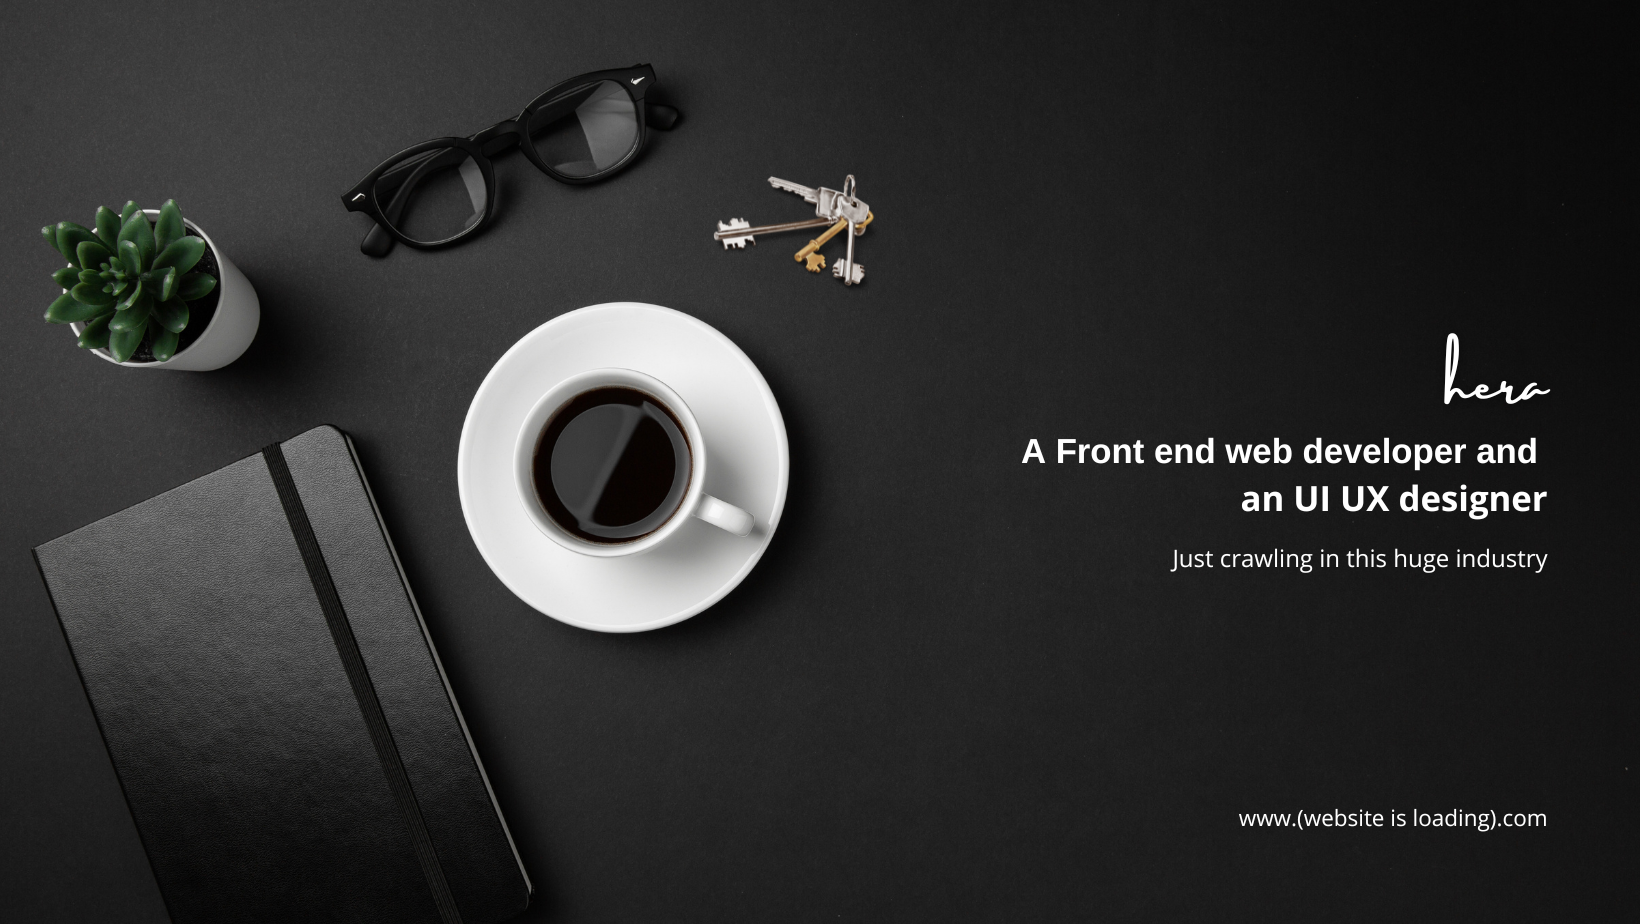 hera
A Front end web developer and
an UI UX designer
Just crawling in this huge industry
www.(website is loading).com